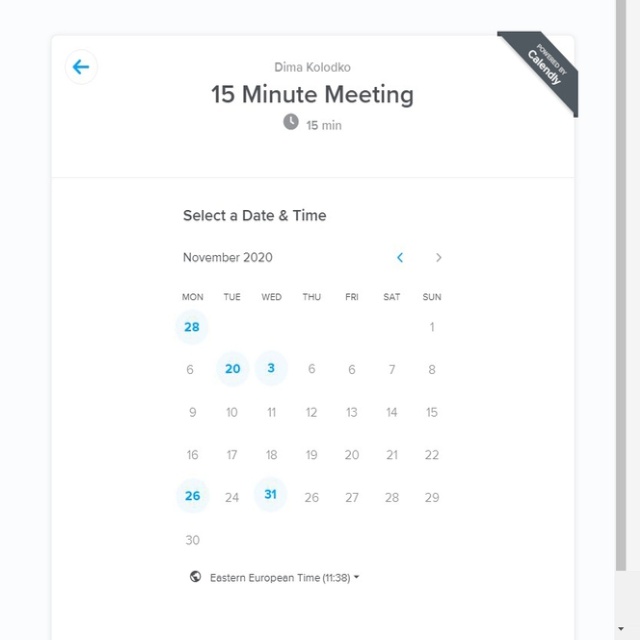 Dima Kolodko
POWERED BY
Calendly
15 Minute Meeting
15 min
Select a Date & Time
November 2020
MON TUE WED THU FRI SAT SUN
28 1
6 20 3 6 6 7 8
9 10 11 12 13 14 15
16 17 18 19 20 21 22
26 24 31 26 27 28 29
30
Eastern European Time (11:38)